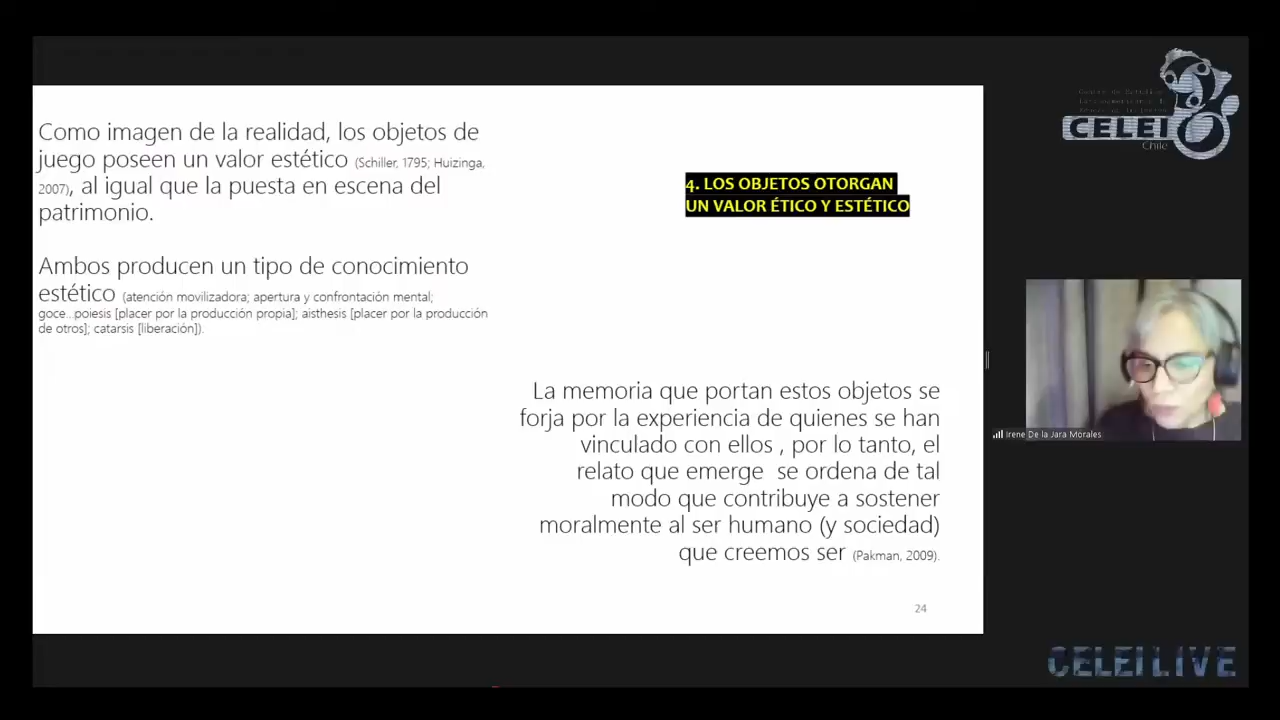 Como imagen de la realidad, los objetos de
juego poseen un valor estético (Schiller, 1795; Huizinga,
2007), al igual que la puesta en escena del
patrimonio.
Ambos producen un tipo de conocimiento
estético (atención movilizadora; apertura y confrontación mental;
goce...poiesis [placer por la producción propia]; aisthesis [placer por la producción
de otros]; catarsis [liberación]).
4. LOS OBJETOS OTORGAN
UN VALOR ÉTICO Y ESTÉTICO
La memoria que portan estos objetos se
forja por la experiencia de quienes se han
vinculado con ellos , por lo tanto, el
relato que emerge se ordena de tal
modo que contribuye a sostener
moralmente al ser humano (y sociedad)
que creemos ser (Pakman, 2009).
24
CELEI
Chile
Irene De la Jara Morales
CELEI LIVE